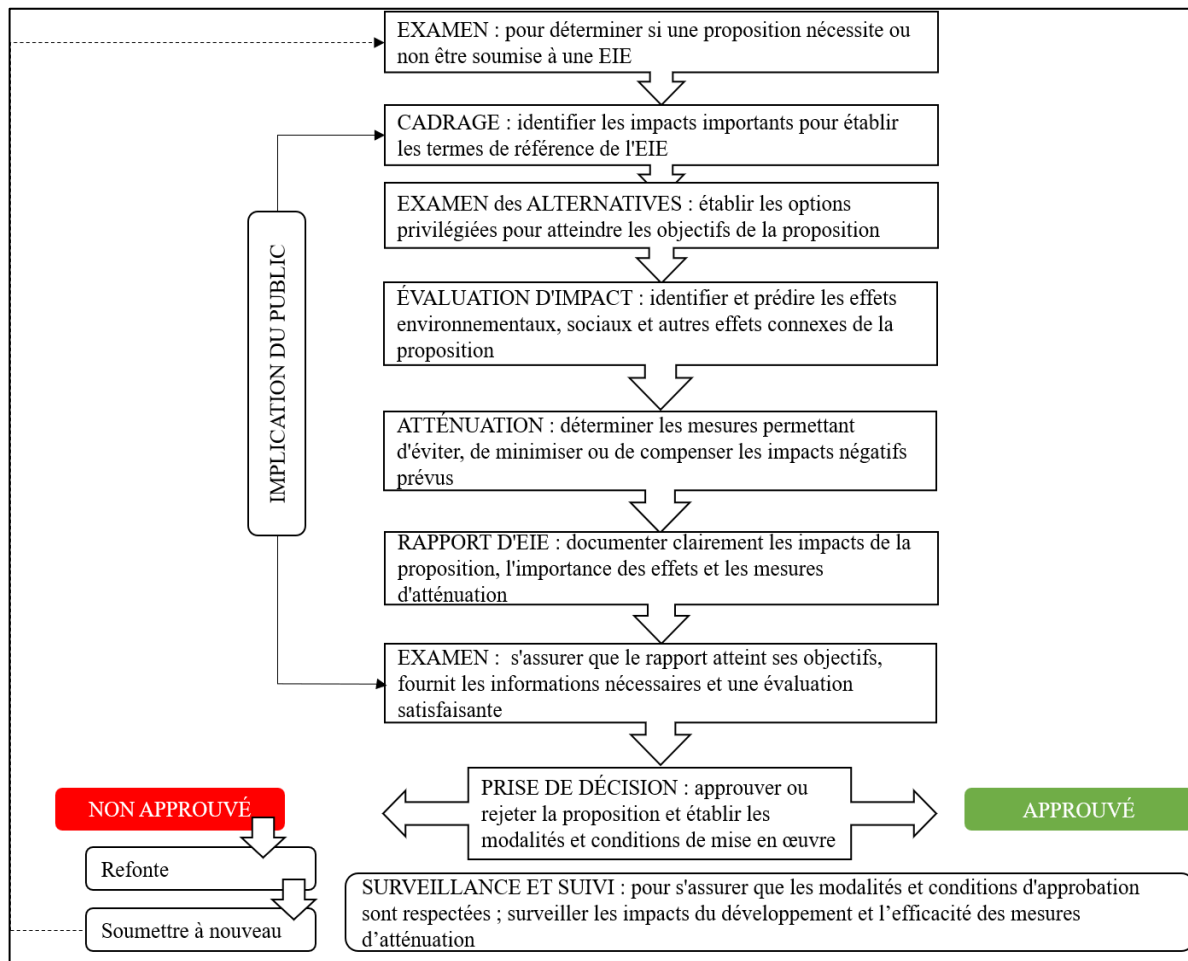 EXAMEN : pour déterminer si une proposition nécessite ou
non être soumise à une EIE
CADRAGE : identifier les impacts importants pour établir
les termes de référence de l'EIE
EXAMEN des ALTERNATIVES : établir les options
privilégiées pour atteindre les objectifs de la proposition
IMPLICATION DU PUBLIC
ÉVALUATION D'IMPACT : identifier et prédire les effets
environnementaux, sociaux et autres effets connexes de la
proposition
ATTÉNUATION : déterminer les mesures permettant
d'éviter, de minimiser ou de compenser les impacts négatifs
prévus
RAPPORT D'EIE : documenter clairement les impacts de la
proposition, l'importance des effets et les mesures
d'atténuation
EXAMEN : s'assurer que le rapport atteint ses objectifs,
fournit les informations nécessaires et une évaluation
satisfaisante
PRISE DE DÉCISION : approuver ou
rejeter la proposition et établir les
modalités et conditions de mise en œuvre
NON APPROUVÉ
APPROUVÉ
Refonte
Soumettre à nouveau
SURVEILLANCE ET SUIVI : pour s'assurer que les modalités et conditions d'approbation
sont respectées ; surveiller les impacts du développement et l’efficacité des mesures
d’atténuation